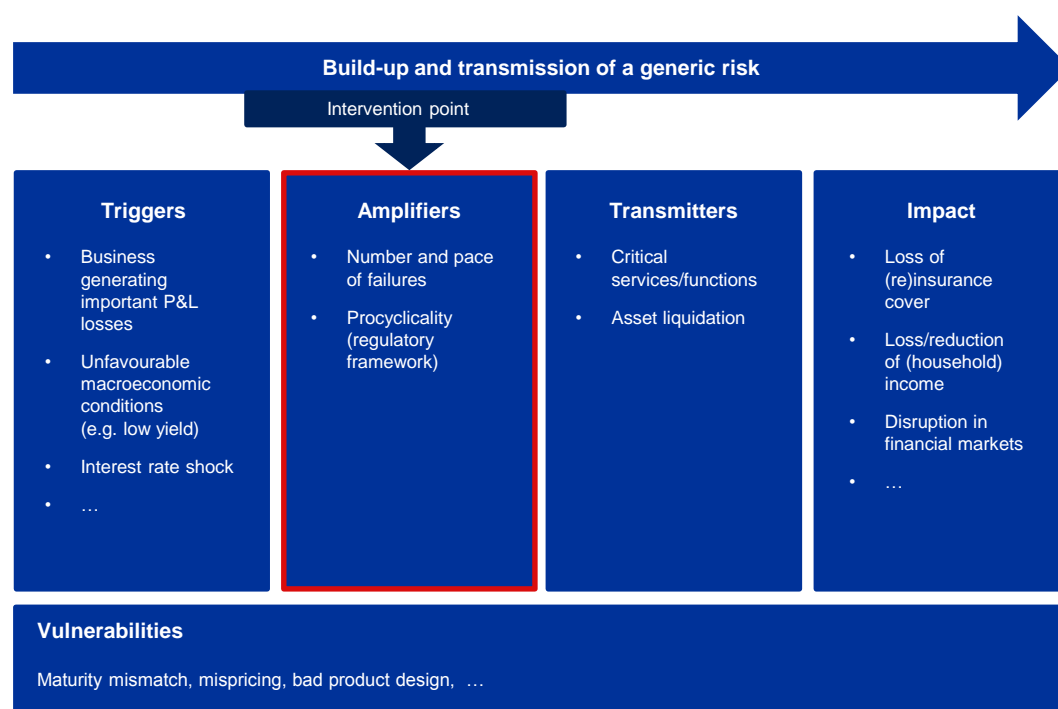 Build-up and transmission of a generic risk
Intervention point
Triggers
• Business
generating
important P&L
losses
• Unfavourable
macroeconomic
conditions
(e.g. low yield)
• Interest rate shock
• …
Amplifiers
• Number and pace
of failures
• Procyclicality
(regulatory
framework)
Transmitters
• Critical
services/functions
• Asset liquidation
Impact
• Loss of
(re)insurance
cover
• Loss/reduction
of (household)
income
• Disruption in
financial markets
• …
Vulnerabilities
Maturity mismatch, mispricing, bad product design, …